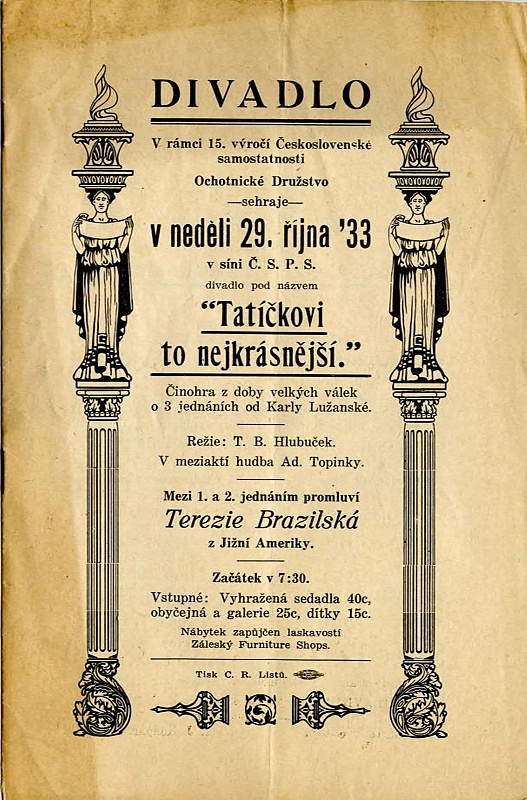 DIVADLO
V rámci 15. výročí Československé
samostatnosti
Ochotnické Družstvo
—sehraje—
v neděli 29. října '33
v síni Č. S. P. S.
divadlo pod názvem
“Tatíčkovi
to nejkrásnější.”
Činohra z doby velkých válek
o 3 jednáních od Karly Lužanské.
Režie: T. B. Hlubuček.
V meziaktí hudba Ad. Topinky.
Mezi 1. a 2. jednáním promluví
Terezie Brazilská
z Jižní Ameriky.
Začátek v 7:30.
Vstupné: Vyhražená sedadla 40c,
obyčejná a galerie 25c, dítky 15c.
Nábytek zapůjčen laskavostí
Záleský Furniture Shops.
Tisk C. R. Listů.